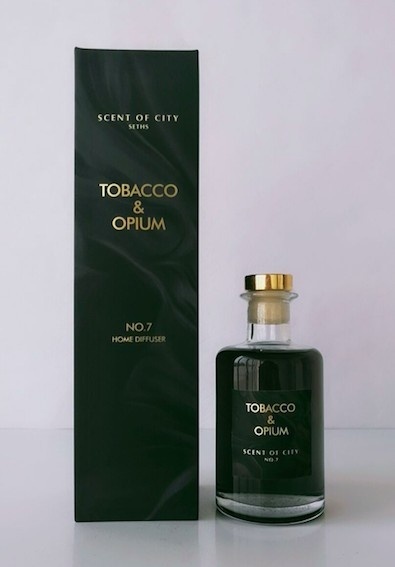 SCENT OF CITY
SETHS
TOBACCO
&
OPIUM
NO.7
HOME DIFFUSER
TOBACCO
&
OPIUM
SCENT OF CITY
NO.7